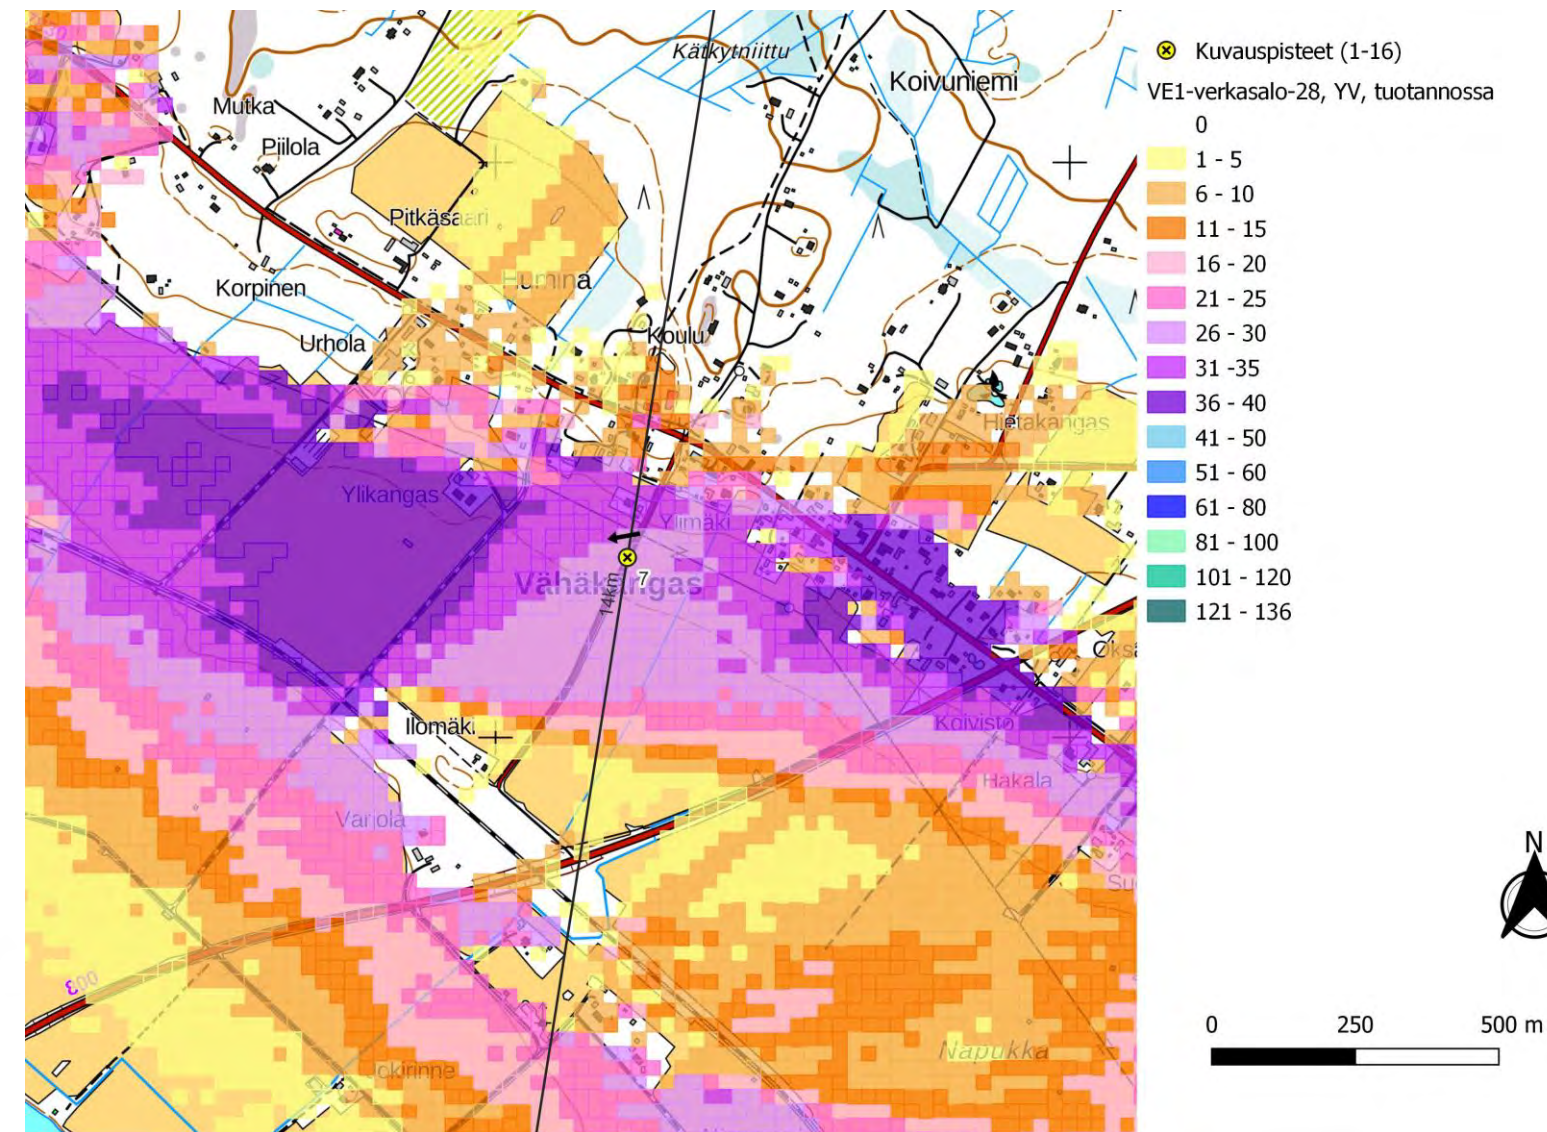 Kätkytniittu
Koivuniemi
Mutka
Piilola
Pitkäsaari
Humina
Korpinen
Urhola
Koulu
Hietakangas
Ylikangas
Ylimäki
7
Vähäkangas
14km
Ilomäki
Koivisto
Hakala
Varjola
Napukka
Jokirinne
Kuvauspisteet (1-16)
VE1-verkasalo-28, YV, tuotannossa
0
1 - 5
6 - 10
11 - 15
16 - 20
21 - 25
26 - 30
31 -35
36 - 40
41 - 50
51 - 60
61 - 80
81 - 100
101 - 120
121 - 136
N
0 250 500 m